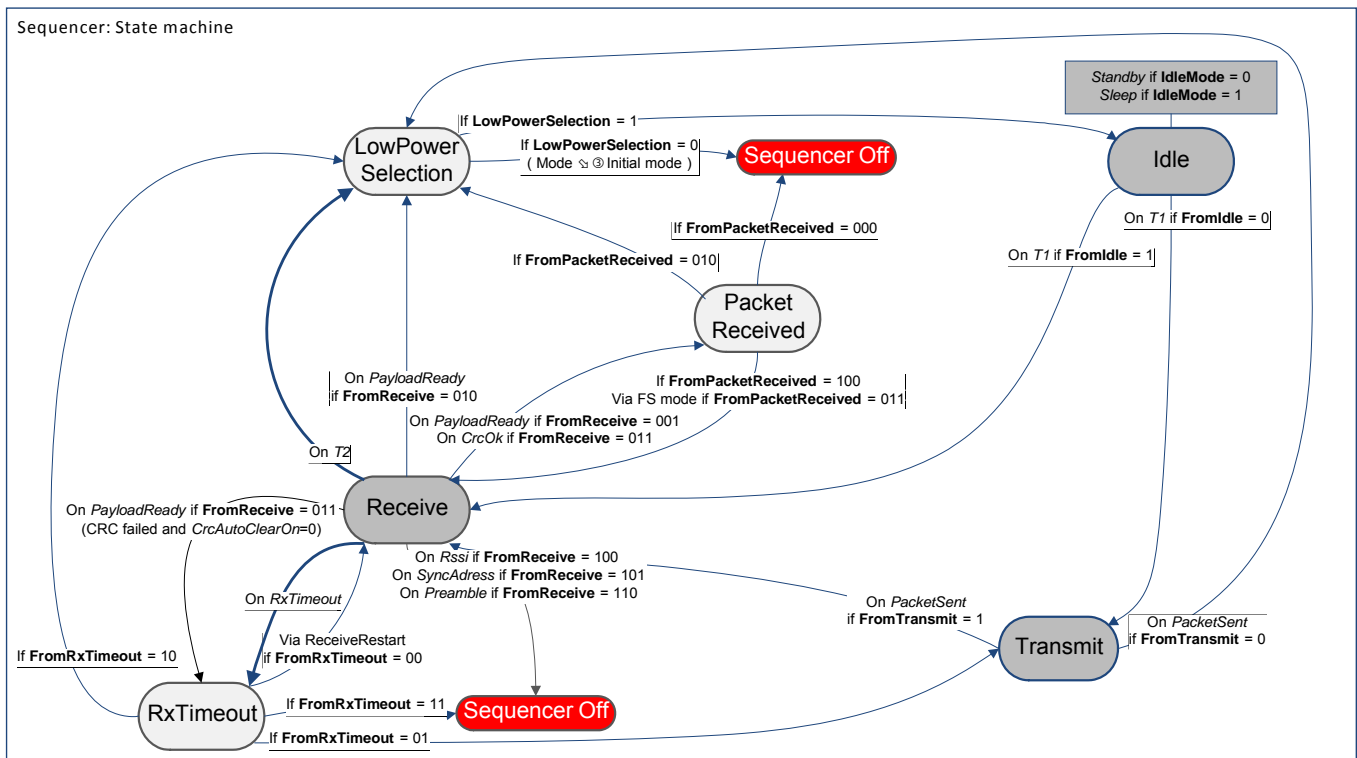 Sequencer: State machine
Standby if IdleMode = 0
Sleep if IdleMode = 1
If LowPowerSelection = 1
LowPower
Selection
If LowPowerSelection = 0
( Mode ⇘ ③ Initial mode )
Sequencer Off
Idle
On T1 if FromIdle = 0
If FromPacketReceived = 000
On T1 if FromIdle = 1
If FromPacketReceived = 010
Packet
Received
On PayloadReady
if FromReceive = 010
If FromPacketReceived = 100
Via FS mode if FromPacketReceived = 011
On PayloadReady if FromReceive = 001
On CrcOk if FromReceive = 011
On T2
Receive
On PayloadReady if FromReceive = 011
(CRC failed and CrcAutoClearOn=0)
On Rssi if FromReceive = 100
On SyncAdress if FromReceive = 101
On Preamble if FromReceive = 110
On RxTimeout
On PacketSent
if FromTransmit = 1
On PacketSent
if FromTransmit = 0
Transmit
Via ReceiveRestart
if FromRxTimeout = 00
If FromRxTimeout = 10
RxTimeout
If FromRxTimeout = 11
Sequencer Off
If FromRxTimeout = 01